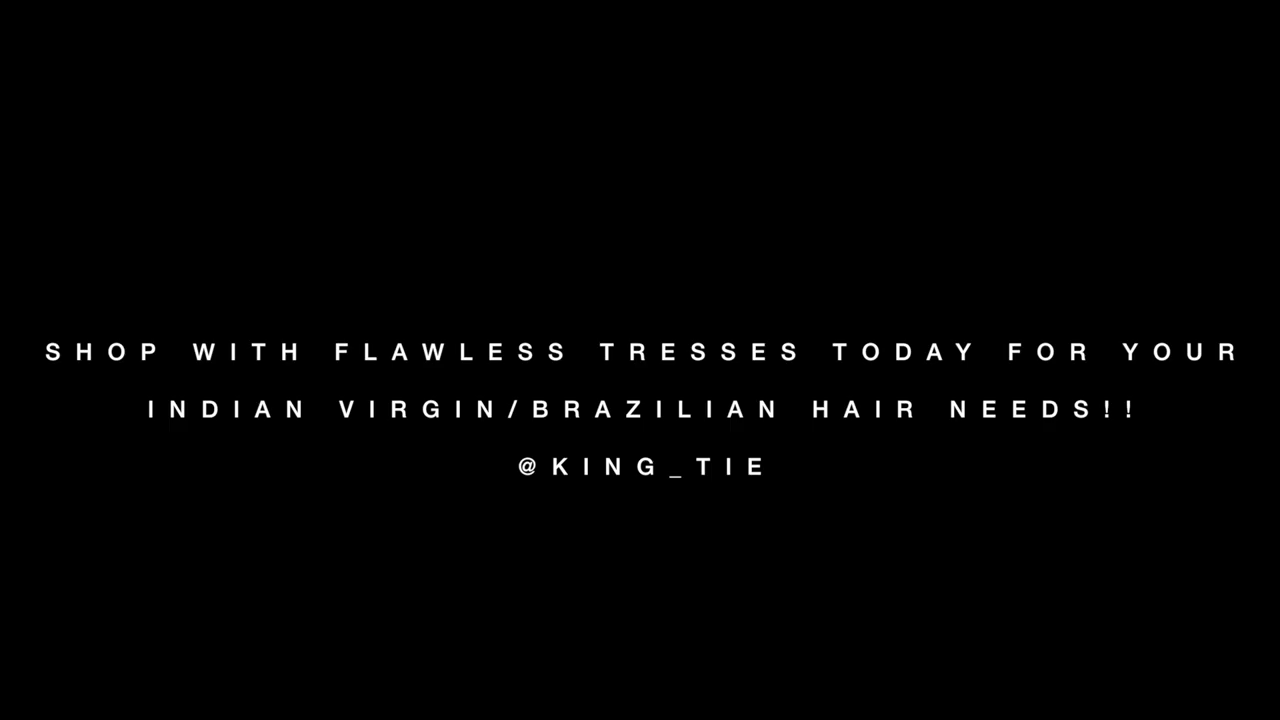 SHOP WITH FLAWLESS TRESSES TODAY FOR YOUR
INDIAN VIRGIN/BRAZILIAN HAIR NEEDS!!
@KING_TIE